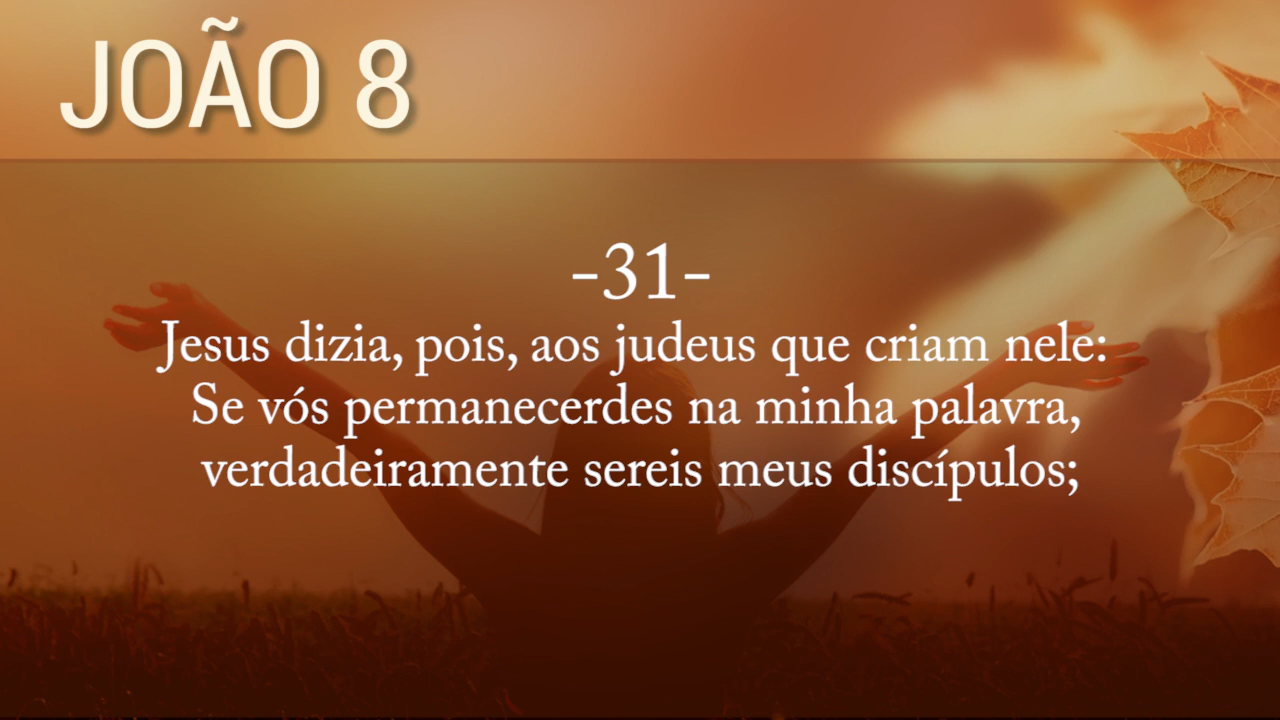 JOÃO 8
-31-
Jesus dizia, pois, aos judeus que criam nele:
Se vós permanecerdes na minha palavra,
verdadeiramente sereis meus discípulos;